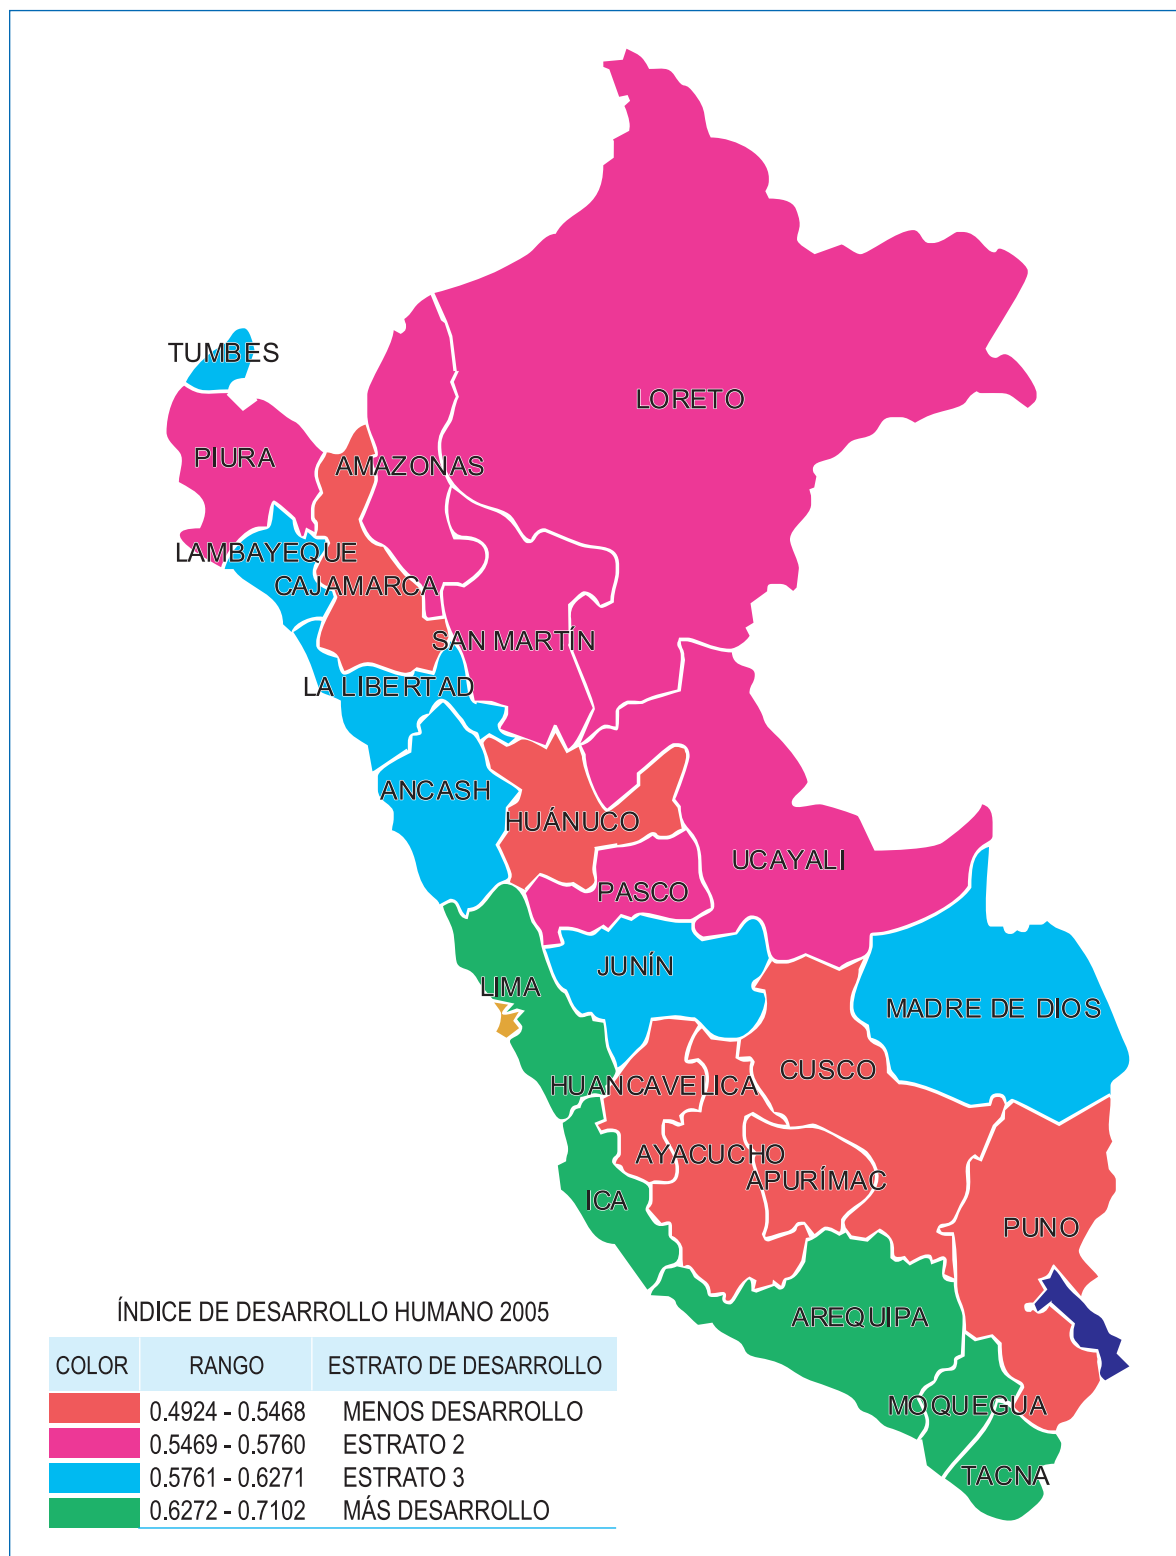 TUMBES
LORETO
PIURA
AMAZONAS
LAMBAYEQUE
CAJAMARCA
SAN MARTÍN
LA LIBERTAD
ANCASH
HUÁNUCO
UCAYALI
PASCO
JUNÍN
LIMA
MADRE DE DIOS
CUSCO
HUANCAVELICA
AYACUCHO
APURÍMAC
ICA
PUNO
AREQUIPA
MOQUEGUA
TACNA
ÍNDICE DE DESARROLLO HUMANO 2005
COLOR RANGO ESTRATO DE DESARROLLO
0.4924 - 0.5468 MENOS DESARROLLO
0.5469 - 0.5760 ESTRATO 2
0.5761 - 0.6271 ESTRATO 3
0.6272 - 0.7102 MÁS DESARROLLO